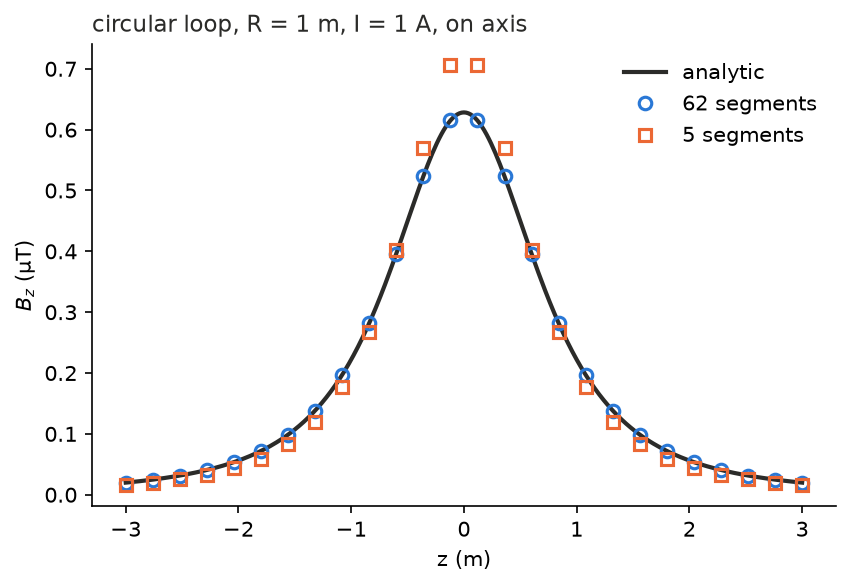 circular loop, R = 1 m, I = 1 A, on axis
analytic
62 segments
5 segments
0.7
0.6
0.5
0.4
0.3
0.2
0.1
0.0
B_z (μT)
−3
−2
−1
0
1
2
3
z (m)